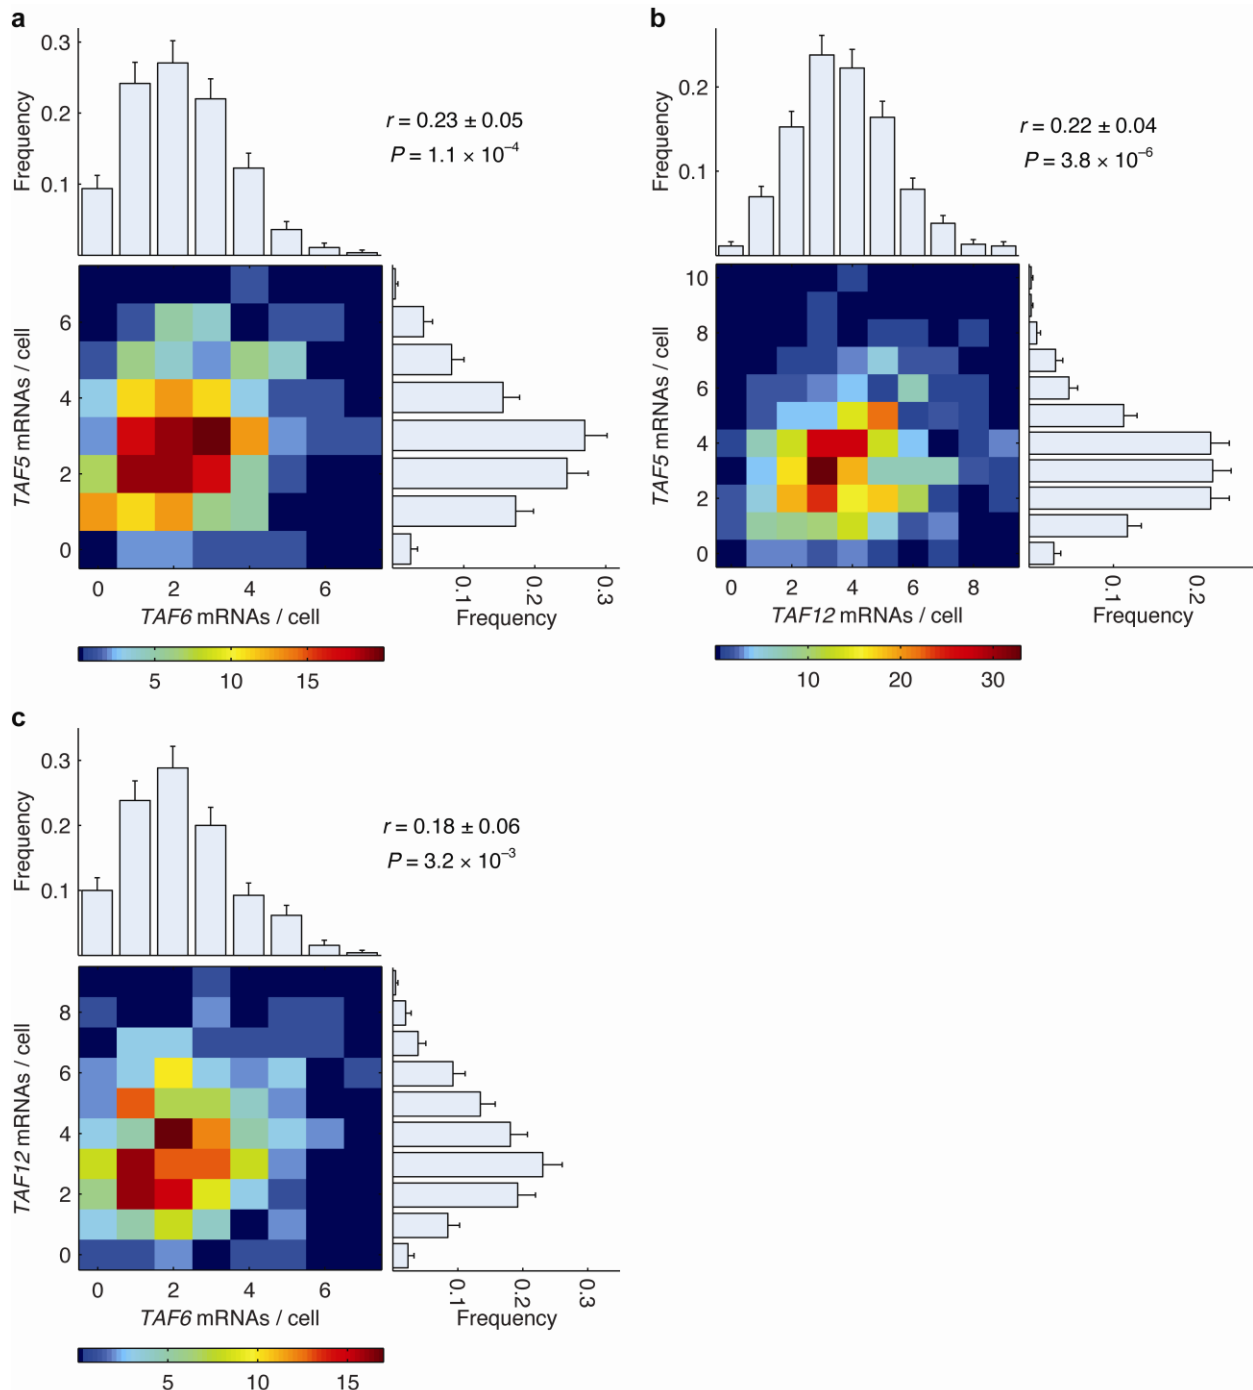 a
0.3
0.2
0.1
Frequency
r = 0.23 ± 0.05
P = 1.1 × 10⁻⁴
6
4
2
0
TAF5 mRNAs / cell
0 2 4 6
TAF6 mRNAs / cell
0.1 0.2 0.3
Frequency
5 10 15
b
0.2
0.1
Frequency
r = 0.22 ± 0.04
P = 3.8 × 10⁻⁶
10
8
6
4
2
0
TAF5 mRNAs / cell
0 2 4 6 8
TAF12 mRNAs / cell
0.1 0.2
Frequency
10 20 30
c
0.3
0.2
0.1
Frequency
r = 0.18 ± 0.06
P = 3.2 × 10⁻³
8
6
4
2
0
TAF12 mRNAs / cell
0 2 4 6
TAF6 mRNAs / cell
0.1 0.2 0.3
Frequency
5 10 15